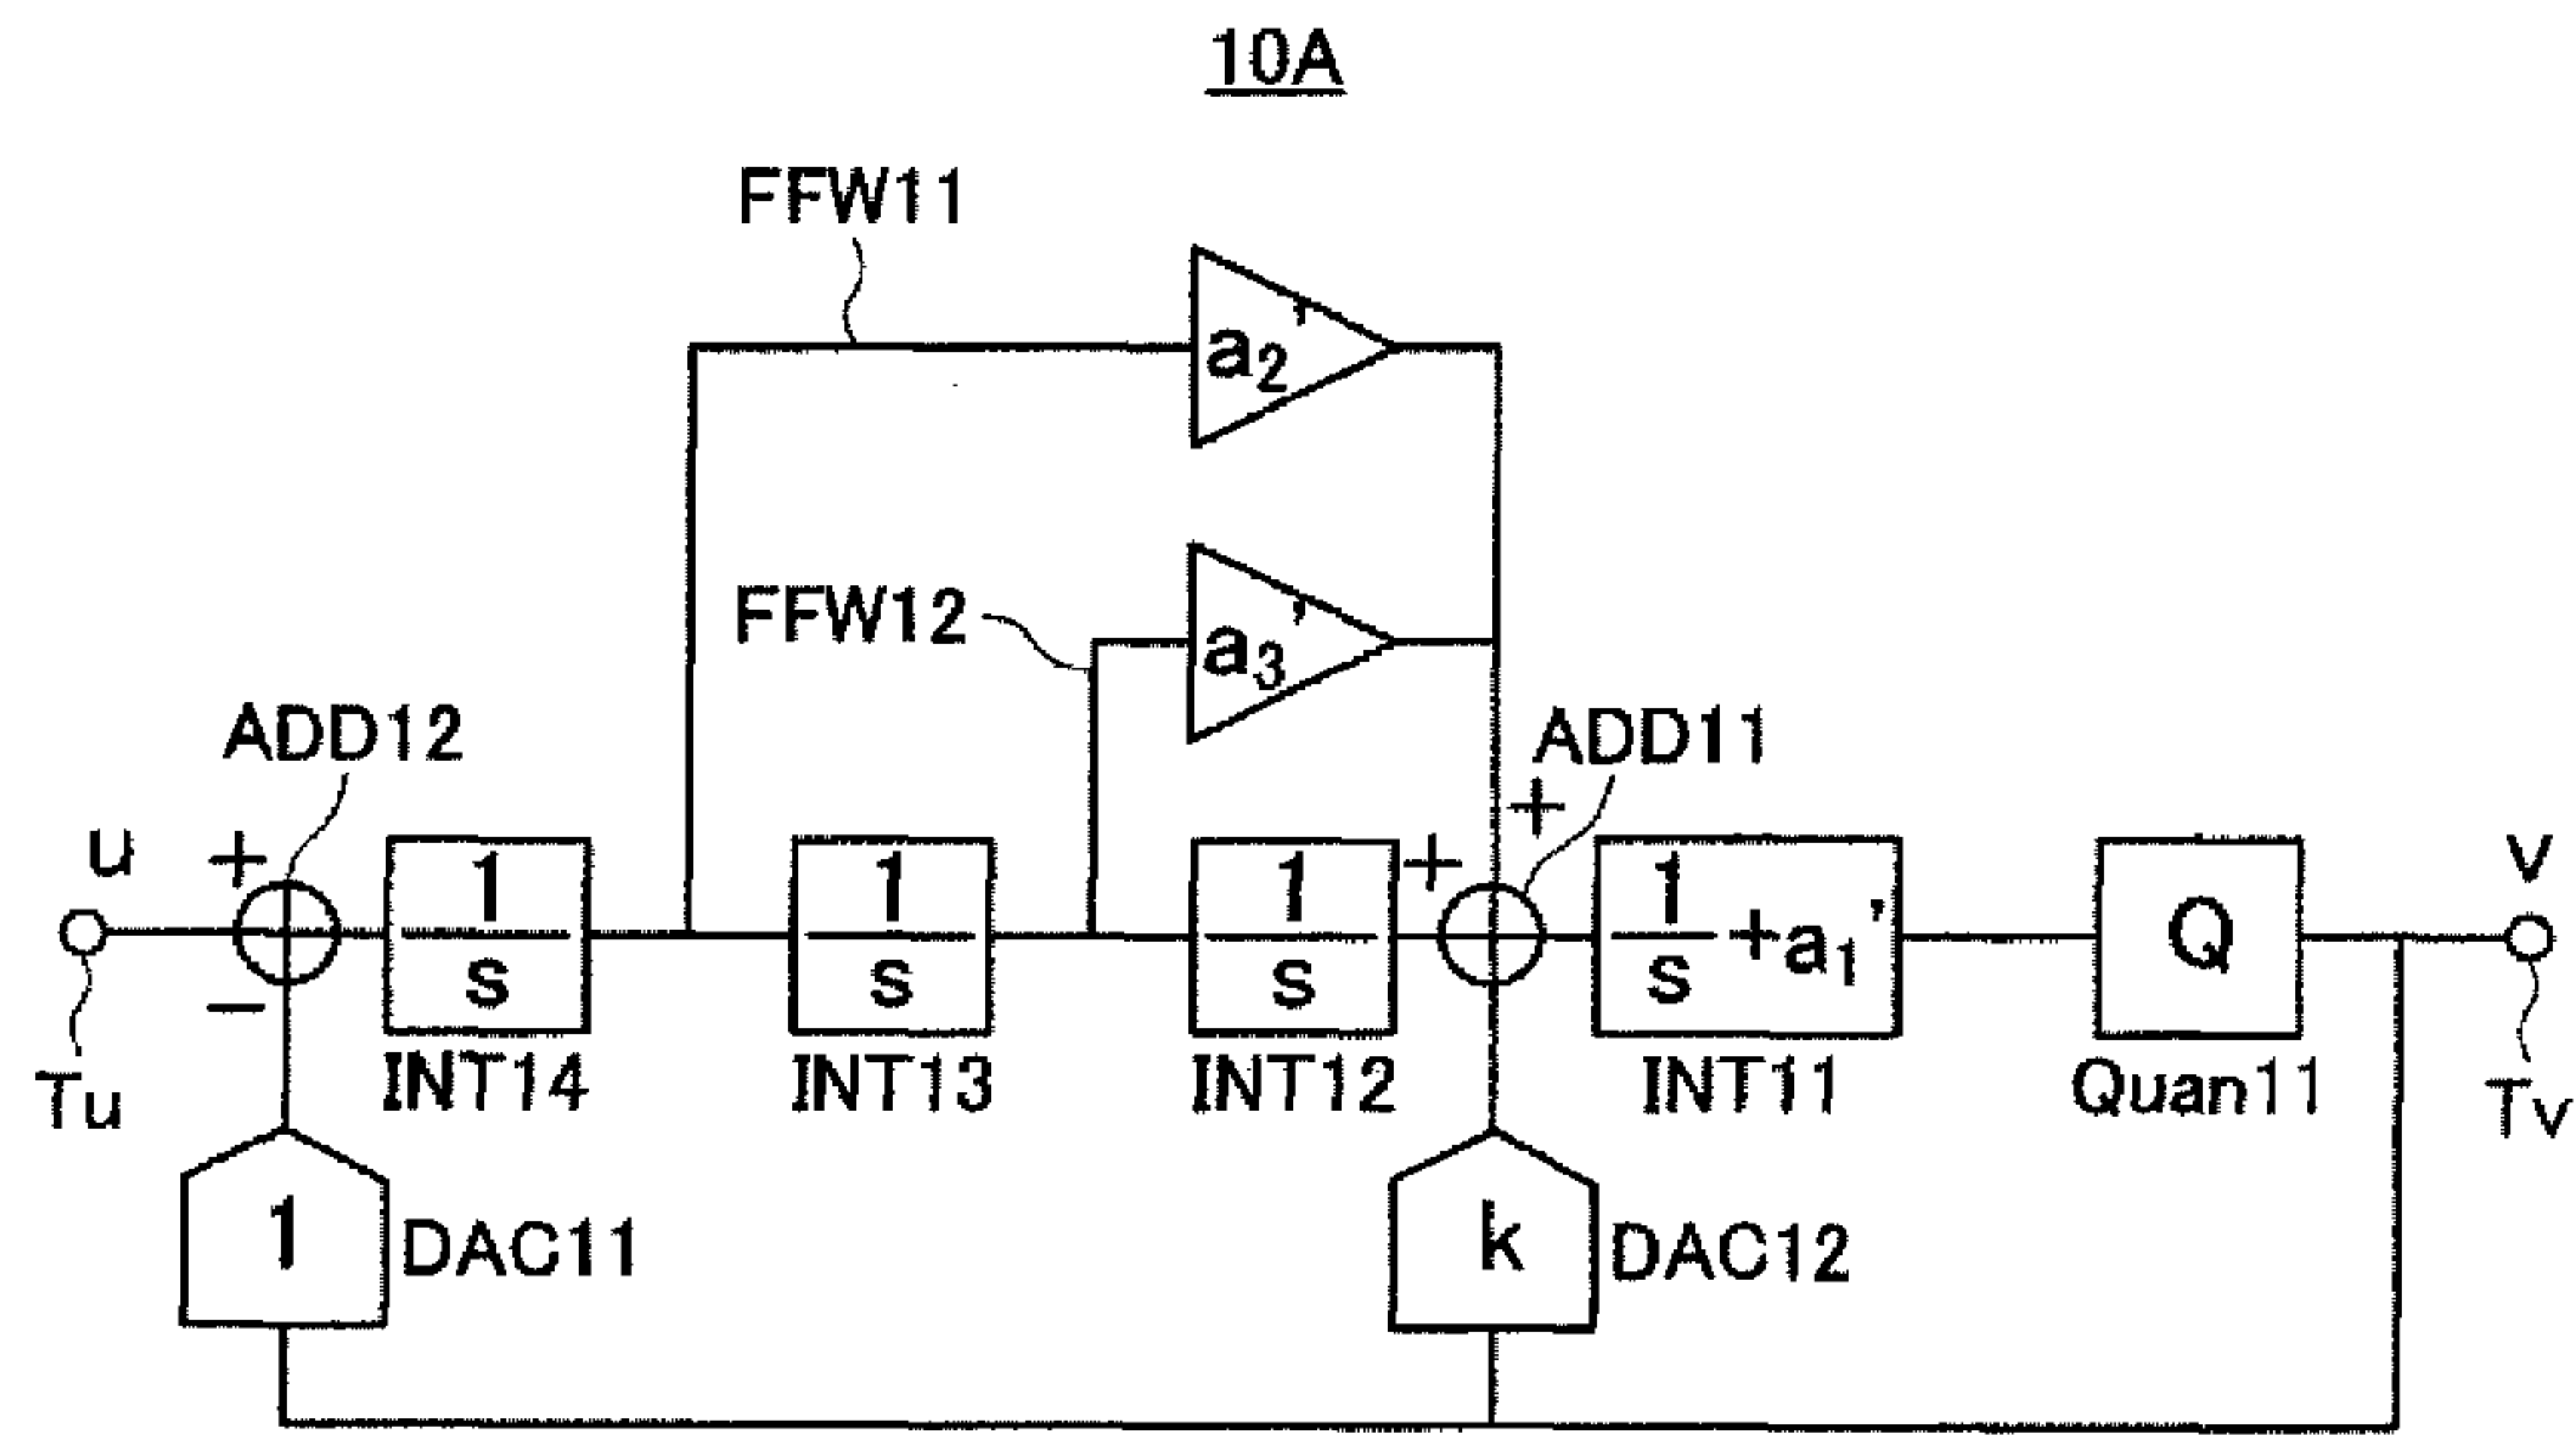 10A
FFW11
a2'
FFW12
a3'
ADD12
ADD11
u
+
+
+
v
1/s
1/s
1/s
1/s +a1'
Q
−
Tu
INT14
INT13
INT12
INT11
Quan11
Tv
1
DAC11
k
DAC12